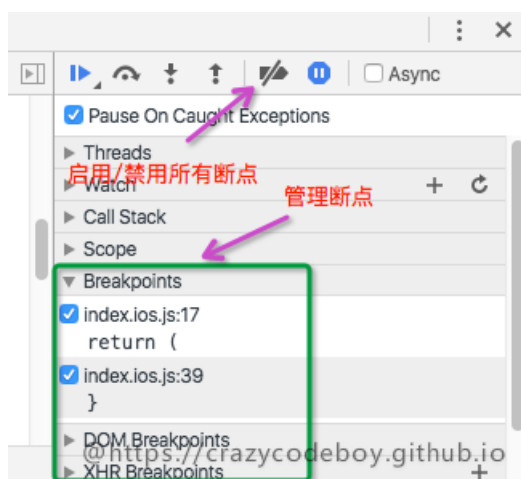 Async
Pause On Caught Exceptions
Threads
启用/禁用所有断点
Watch
管理断点
Call Stack
Scope
Breakpoints
index.ios.js:17
return (
index.ios.js:39
}
DOM Breakpoints
@https://crazycodeboy.github.io
XHR Breakpoints